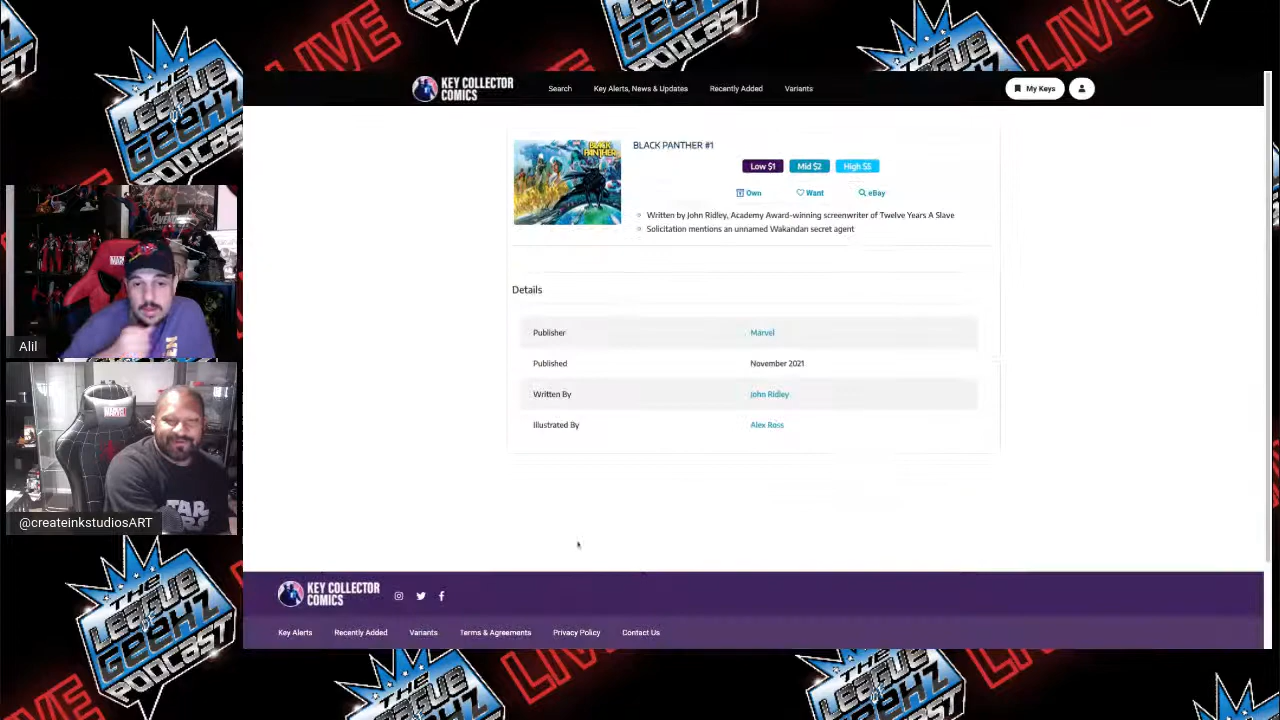 KEY COLLECTOR
COMICS
Search
Key Alerts, News & Updates
Recently Added
Variants
My Keys
BLACK PANTHER
BLACK PANTHER #1
Low $1
Mid $2
High $5
Own
Want
eBay
Written by John Ridley, Academy Award-winning screenwriter of Twelve Years A Slave
Solicitation mentions an unnamed Wakandan secret agent
Details
Publisher
Marvel
Published
November 2021
Written By
John Ridley
Illustrated By
Alex Ross
Alil
STAR
@createinkstudiosART
KEY COLLECTOR
COMICS
Key Alerts
Recently Added
Variants
Terms & Agreements
Privacy Policy
Contact Us
THE
LEAGUE
of
GEEKZ
PODCAST
LIVE